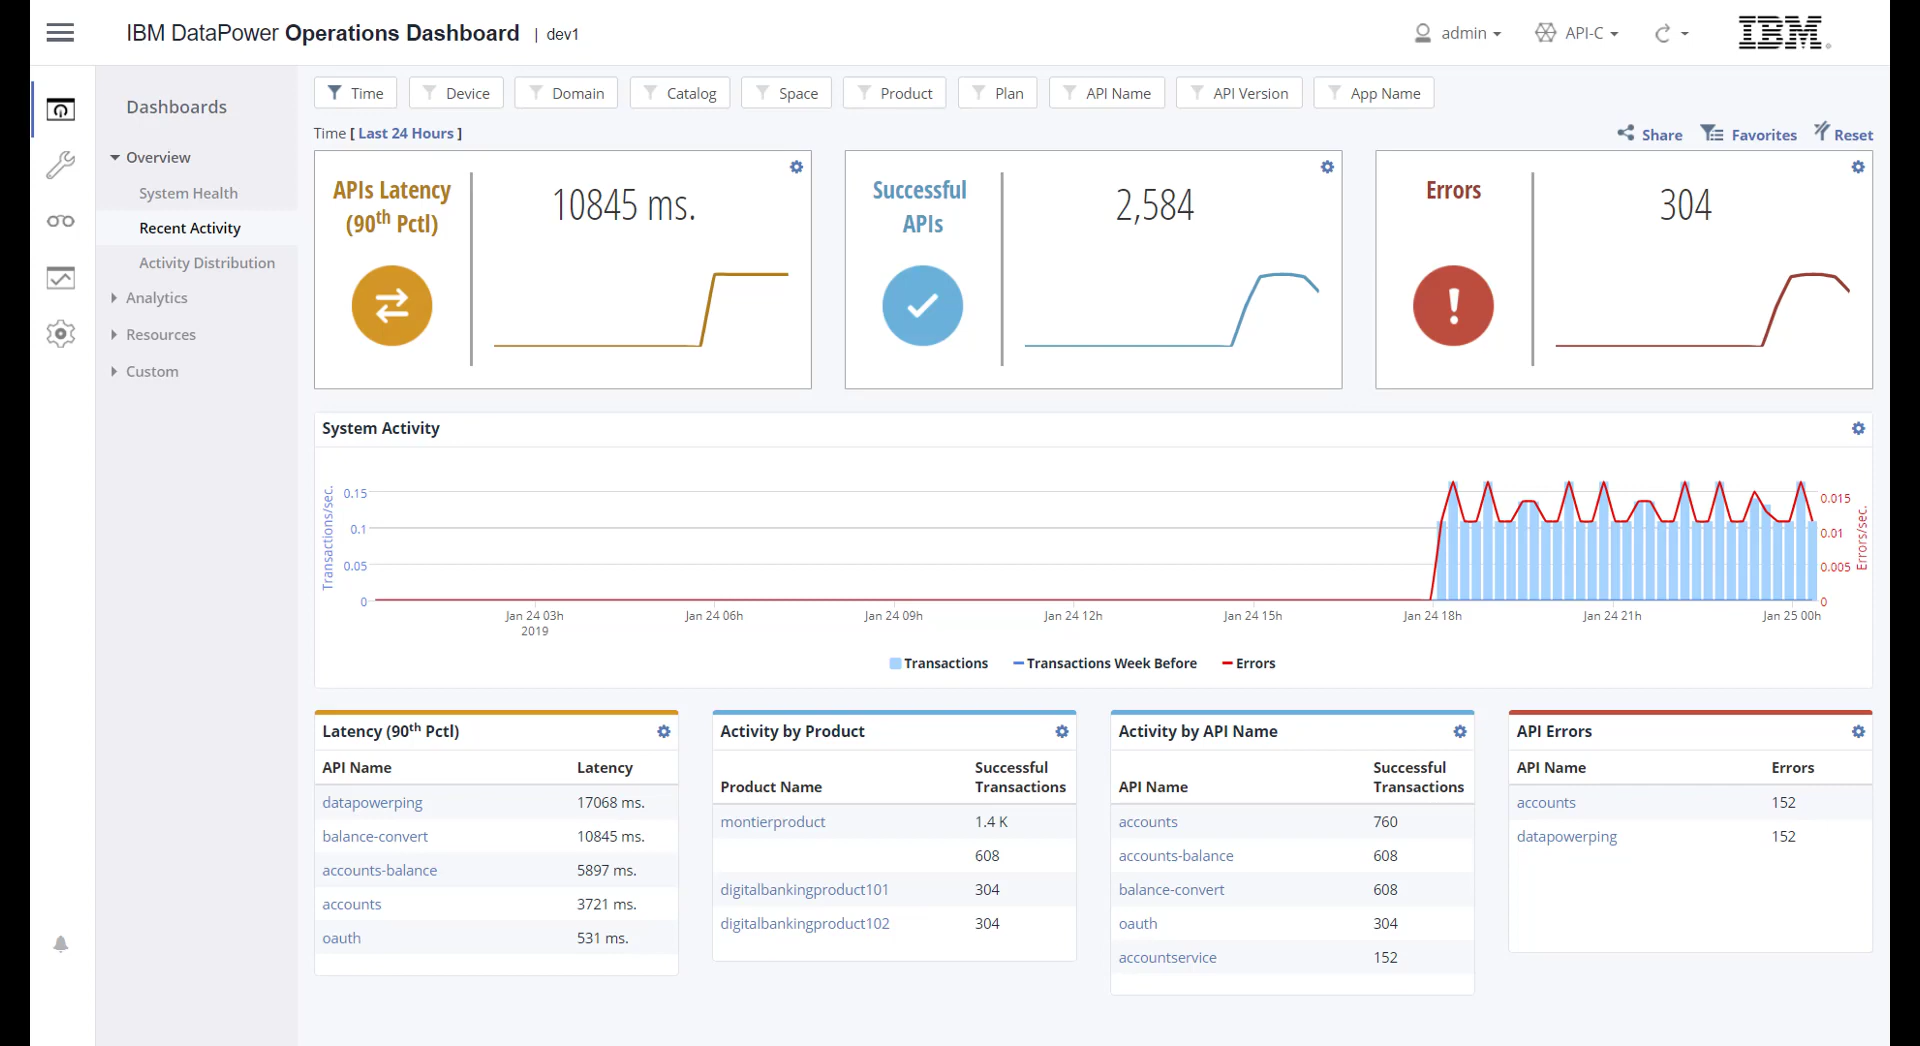 IBM DataPower Operations Dashboard | dev1
admin
API-C
IBM
Dashboards
Overview
System Health
Recent Activity
Activity Distribution
Analytics
Resources
Custom
Time
Device
Domain
Catalog
Space
Product
Plan
API Name
API Version
App Name
Time [ Last 24 Hours ]
Share
Favorites
Reset
APIs Latency
(90th Pctl)
10845 ms.
Successful
APIs
2,584
Errors
304
System Activity
Transactions/sec.
0.15
0.1
0.05
0
0.015
0.01
0.005
0
Errors/sec.
Jan 24 03h
2019
Jan 24 06h
Jan 24 09h
Jan 24 12h
Jan 24 15h
Jan 24 18h
Jan 24 21h
Jan 25 00h
Transactions
Transactions Week Before
Errors
Latency (90th Pctl)
API Name Latency
datapowerping 17068 ms.
balance-convert 10845 ms.
accounts-balance 5897 ms.
accounts 3721 ms.
oauth 531 ms.
Activity by Product
Product Name Successful
Transactions
montierproduct 1.4 K
608
digitalbankingproduct101 304
digitalbankingproduct102 304
Activity by API Name
API Name Successful
Transactions
accounts 760
accounts-balance 608
balance-convert 608
oauth 304
accountservice 152
API Errors
API Name Errors
accounts 152
datapowerping 152